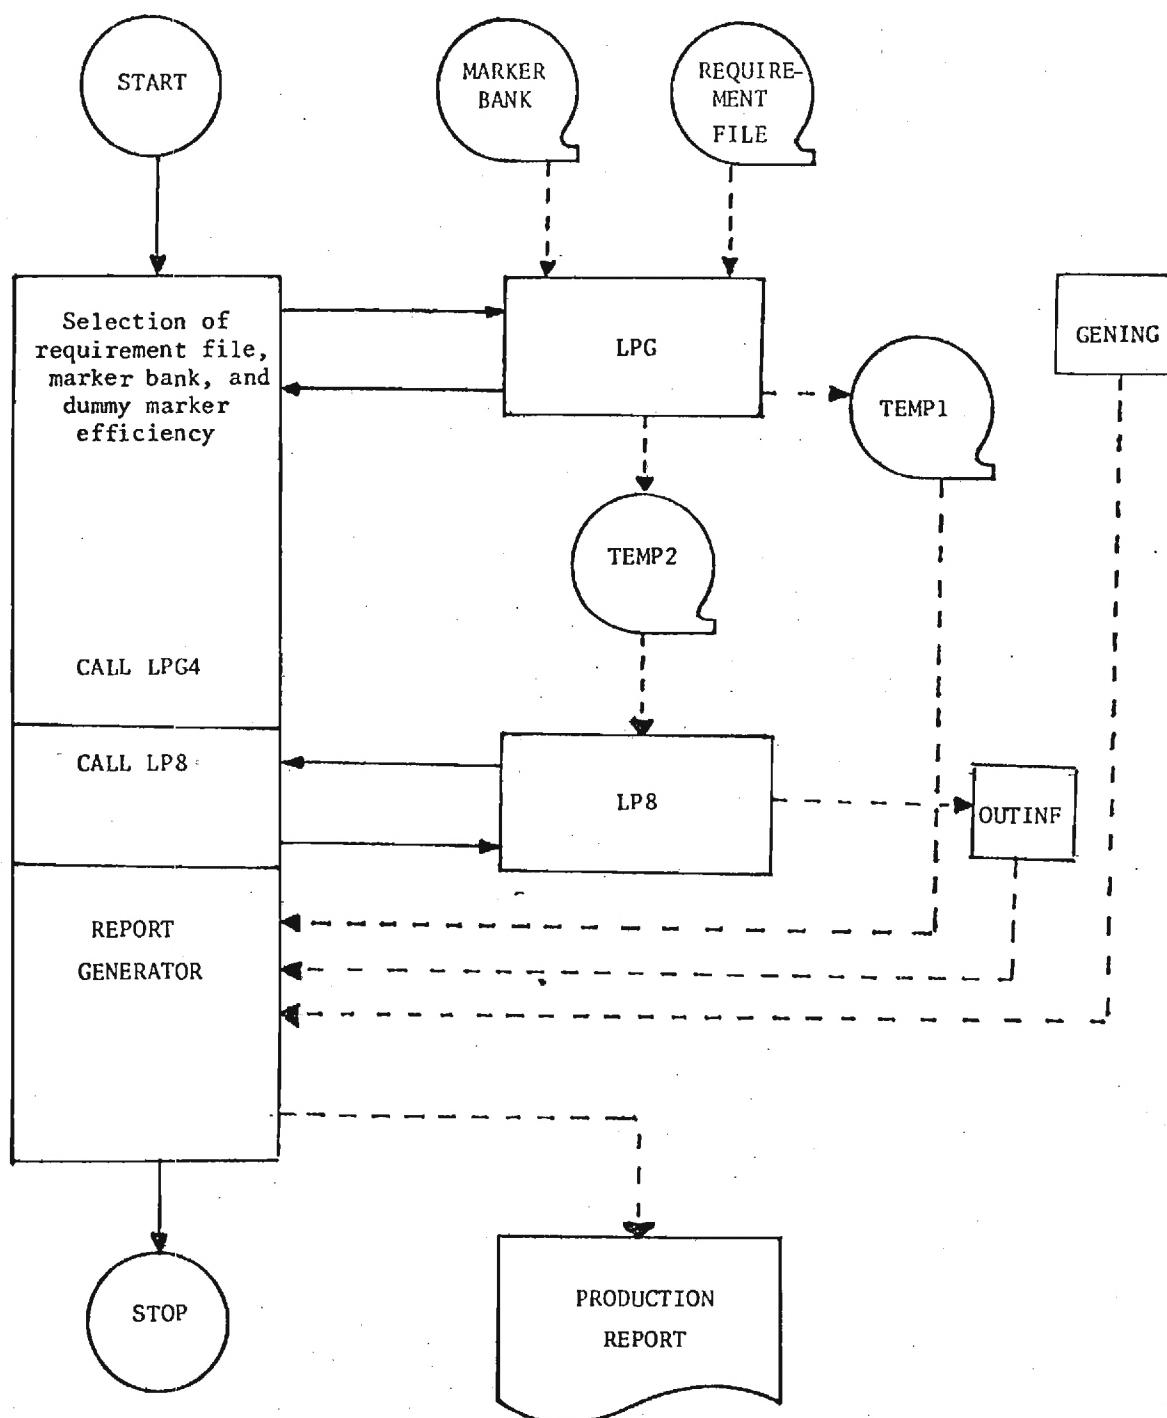 START
MARKER
BANK
REQUIRE-
MENT
FILE
Selection of
requirement file,
marker bank, and
dummy marker
efficiency
LPG
GENING
TEMP1
TEMP2
CALL LPG4
CALL LP8
LP8
OUTINF
REPORT
GENERATOR
STOP
PRODUCTION
REPORT